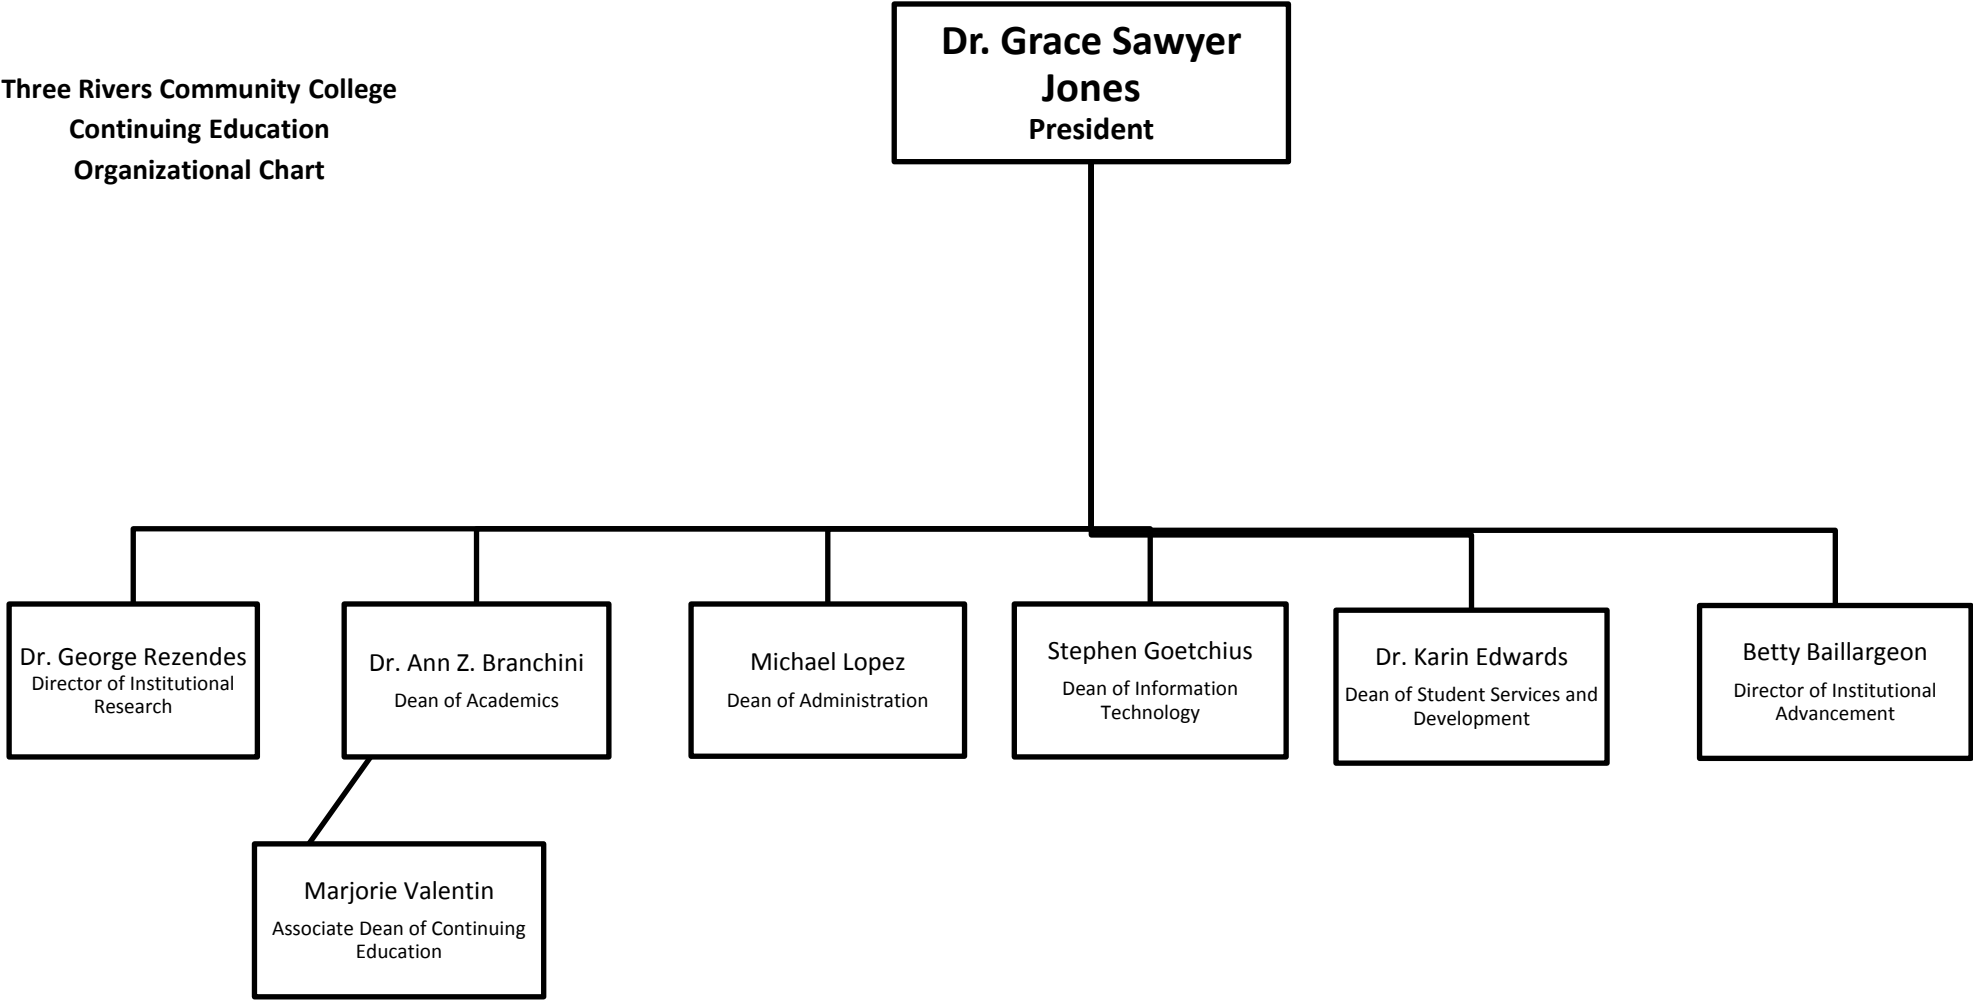 Three Rivers Community College
Continuing Education
Organizational Chart
Dr. Grace Sawyer
Jones
President
Dr. George Rezendes
Director of Institutional
Research
Dr. Ann Z. Branchini
Dean of Academics
Michael Lopez
Dean of Administration
Stephen Goetchius
Dean of Information
Technology
Dr. Karin Edwards
Dean of Student Services and
Development
Betty Baillargeon
Director of Institutional
Advancement
Marjorie Valentin
Associate Dean of Continuing
Education